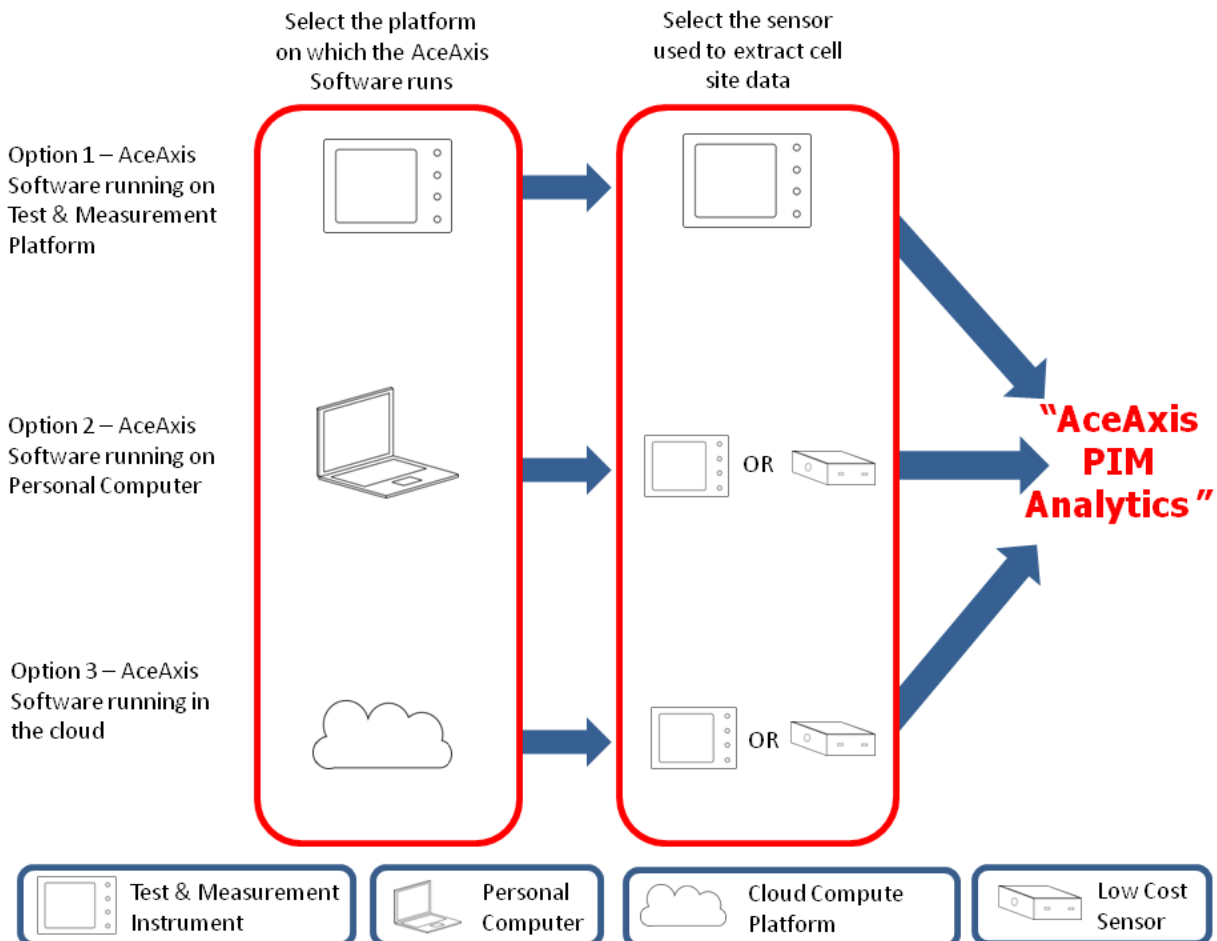 Select the platform
on which the AceAxis
Software runs
Select the sensor
used to extract cell
site data
Option 1 – AceAxis
Software running on
Test & Measurement
Platform
Option 2 – AceAxis
Software running on
Personal Computer
OR
Option 3 – AceAxis
Software running in
the cloud
OR
“AceAxis
PIM
Analytics ”
Test & Measurement
Instrument
Personal
Computer
Cloud Compute
Platform
Low Cost
Sensor